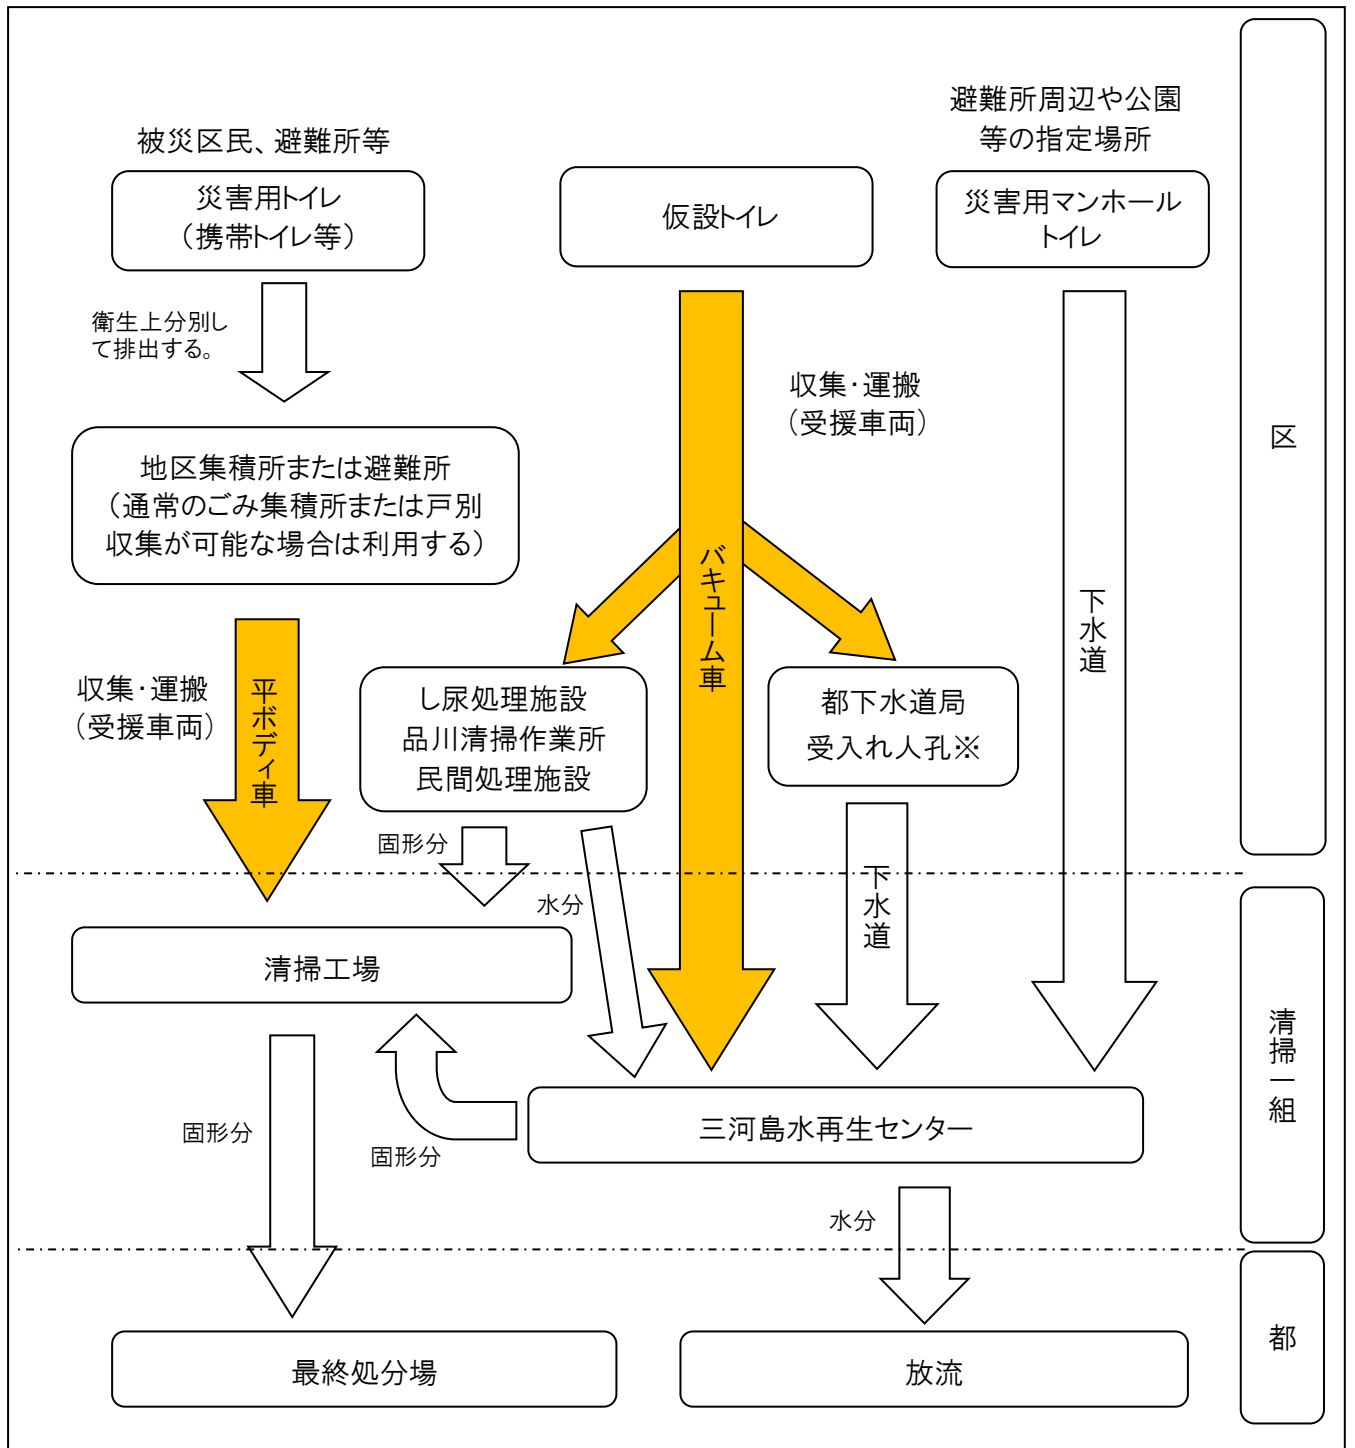 被災区民、避難所等
災害用トイレ
（携帯トイレ等）
仮設トイレ
避難所周辺や公園
等の指定場所
災害用マンホール
トイレ
区
衛生上分別し
て排出する。
収集・運搬
（受援車両）
地区集積所または避難所
（通常のごみ集積所または戸別
収集が可能な場合は利用する）
バキューム車
下水道
収集・運搬
（受援車両）
平ボディ車
し尿処理施設
品川清掃作業所
民間処理施設
都下水道局
受入れ人孔※
固形分
水分
下水道
清掃工場
清掃一組
三河島水再生センター
固形分
固形分
水分
都
最終処分場
放流